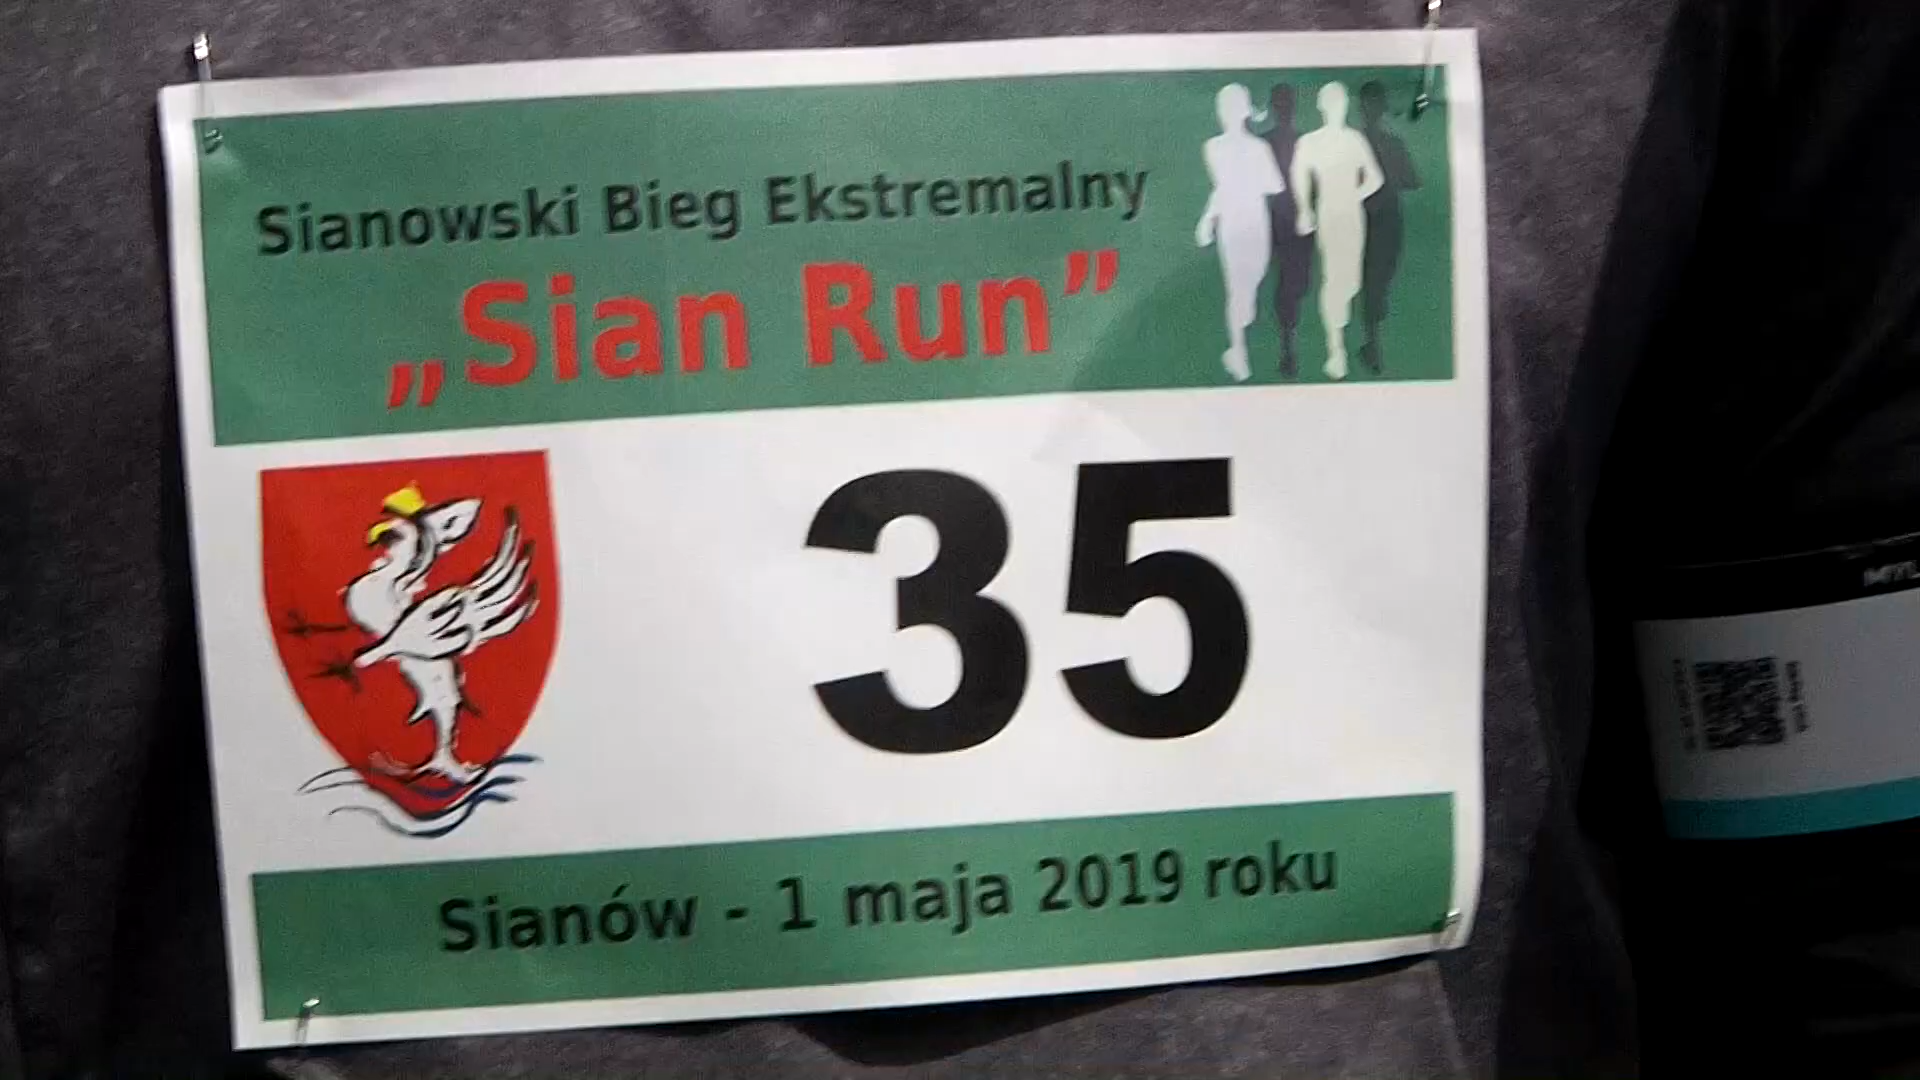 Sianowski Bieg Ekstremalny
„Sian Run”
35
Sianów - 1 maja 2019 roku